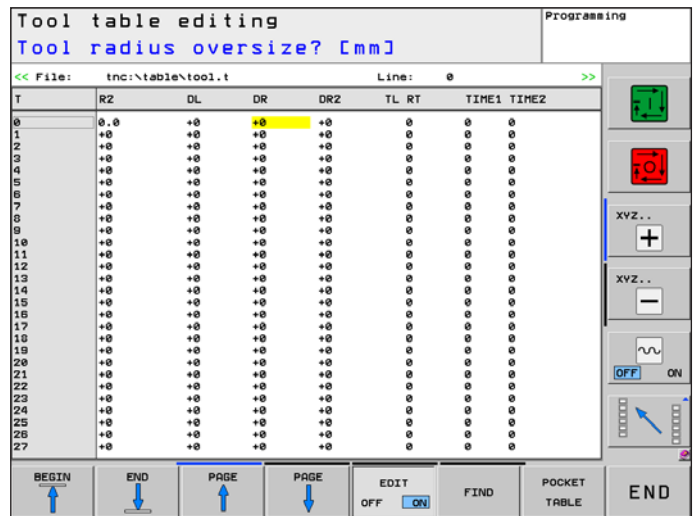 Tool table editing
Programming
Tool radius oversize? [mm]
<< File: tnc:\table\tool.t Line: 0 >>
T R2 DL DR DR2 TL RT TIME1 TIME2
0 0.0 +0 +0 +0 0 0 0
1 +0 +0 +0 +0 0 0 0
2 +0 +0 +0 +0 0 0 0
3 +0 +0 +0 +0 0 0 0
4 +0 +0 +0 +0 0 0 0
5 +0 +0 +0 +0 0 0 0
6 +0 +0 +0 +0 0 0 0
7 +0 +0 +0 +0 0 0 0
8 +0 +0 +0 +0 0 0 0
9 +0 +0 +0 +0 0 0 0
10 +0 +0 +0 +0 0 0 0
11 +0 +0 +0 +0 0 0 0
12 +0 +0 +0 +0 0 0 0
13 +0 +0 +0 +0 0 0 0
14 +0 +0 +0 +0 0 0 0
15 +0 +0 +0 +0 0 0 0
16 +0 +0 +0 +0 0 0 0
17 +0 +0 +0 +0 0 0 0
18 +0 +0 +0 +0 0 0 0
19 +0 +0 +0 +0 0 0 0
20 +0 +0 +0 +0 0 0 0
21 +0 +0 +0 +0 0 0 0
22 +0 +0 +0 +0 0 0 0
23 +0 +0 +0 +0 0 0 0
24 +0 +0 +0 +0 0 0 0
25 +0 +0 +0 +0 0 0 0
26 +0 +0 +0 +0 0 0 0
27 +0 +0 +0 +0 0 0 0
I
O
XYZ..
+
XYZ..
-
OFF ON
BEGIN
END
PAGE
PAGE
EDIT
OFF ON
FIND
POCKET
TABLE
END